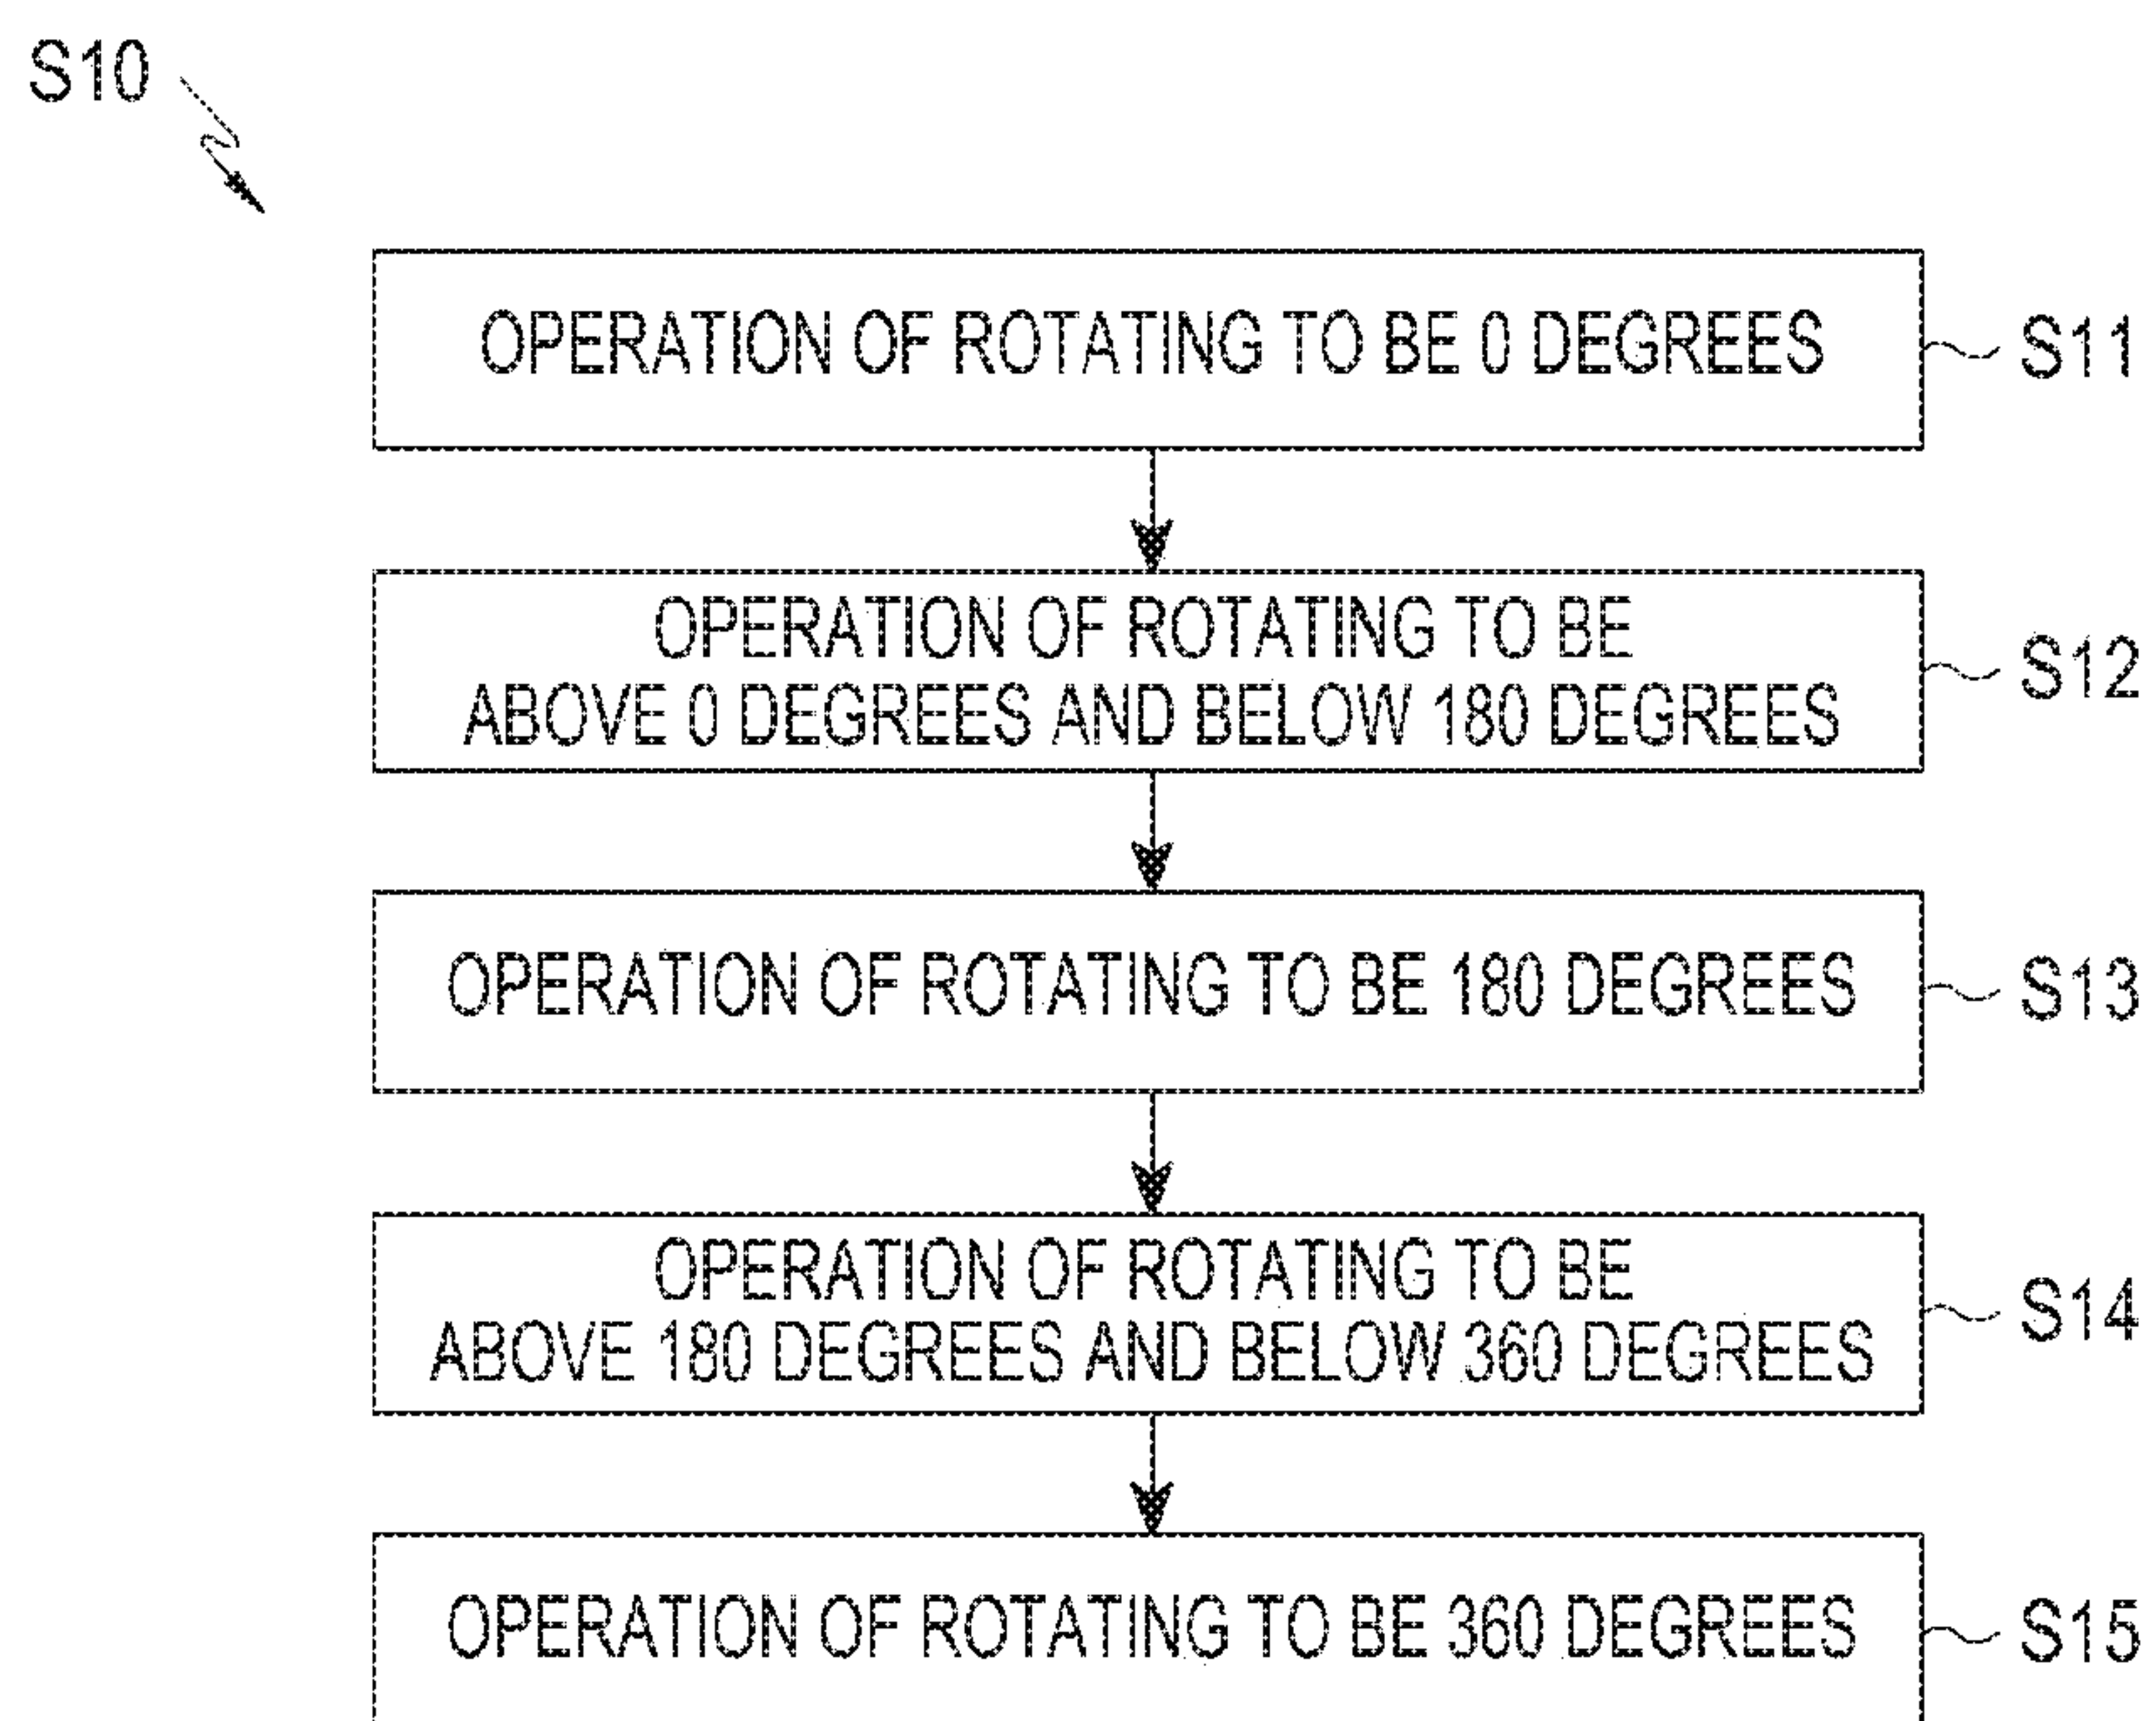 S10
OPERATION OF ROTATING TO BE 0 DEGREES
S11
OPERATION OF ROTATING TO BE
ABOVE 0 DEGREES AND BELOW 180 DEGREES
S12
OPERATION OF ROTATING TO BE 180 DEGREES
S13
OPERATION OF ROTATING TO BE
ABOVE 180 DEGREES AND BELOW 360 DEGREES
S14
OPERATION OF ROTATING TO BE 360 DEGREES
S15